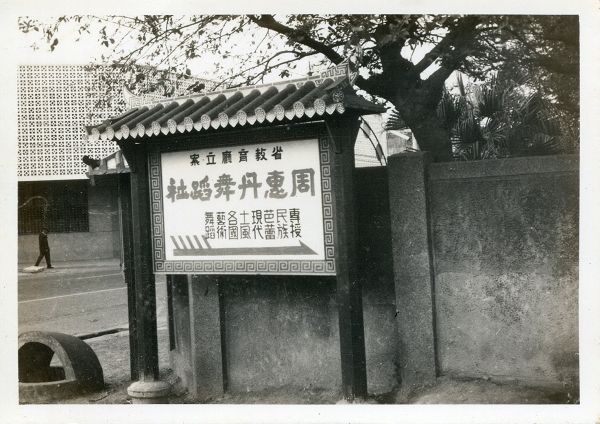 省教育廳立案
周惠丹舞蹈社
專授 民族 芭蕾 現代 土風 各國 藝術 舞蹈